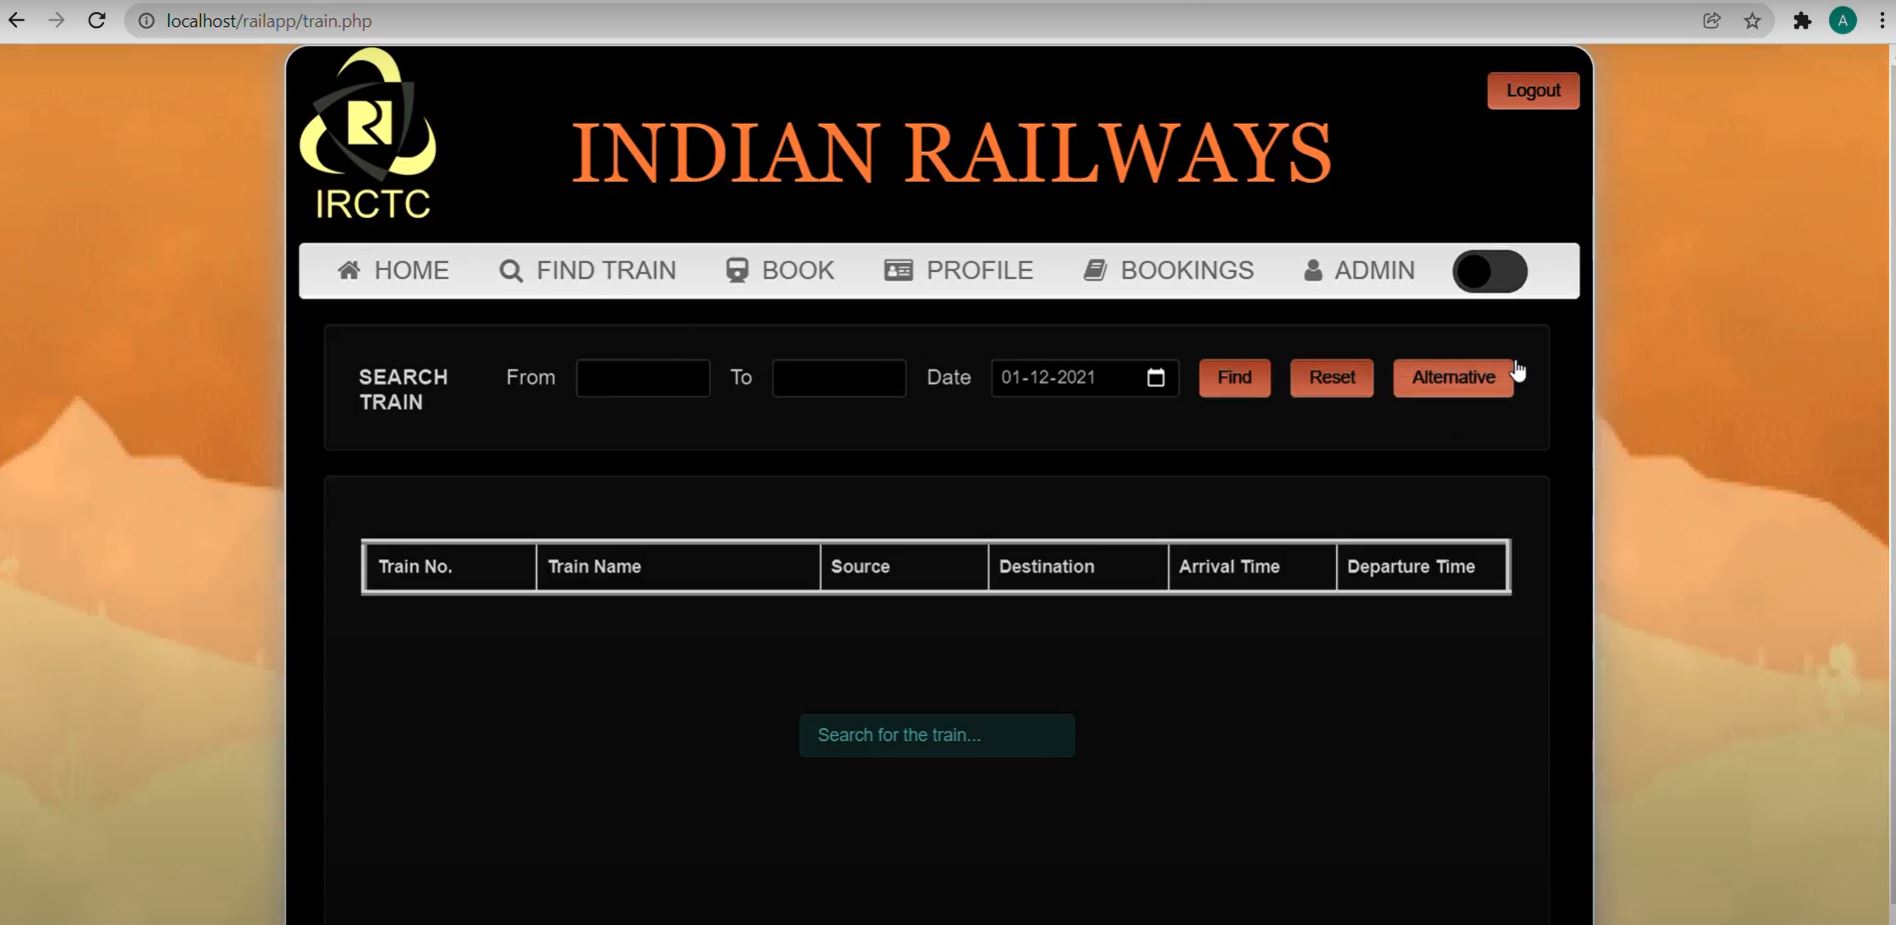 localhost/railapp/train.php
A
Logout
IRCTC
INDIAN RAILWAYS
HOME FIND TRAIN BOOK PROFILE BOOKINGS ADMIN
SEARCH TRAIN From To Date 01-12-2021 Find Reset Alternative
Train No. Train Name Source Destination Arrival Time Departure Time
Search for the train...